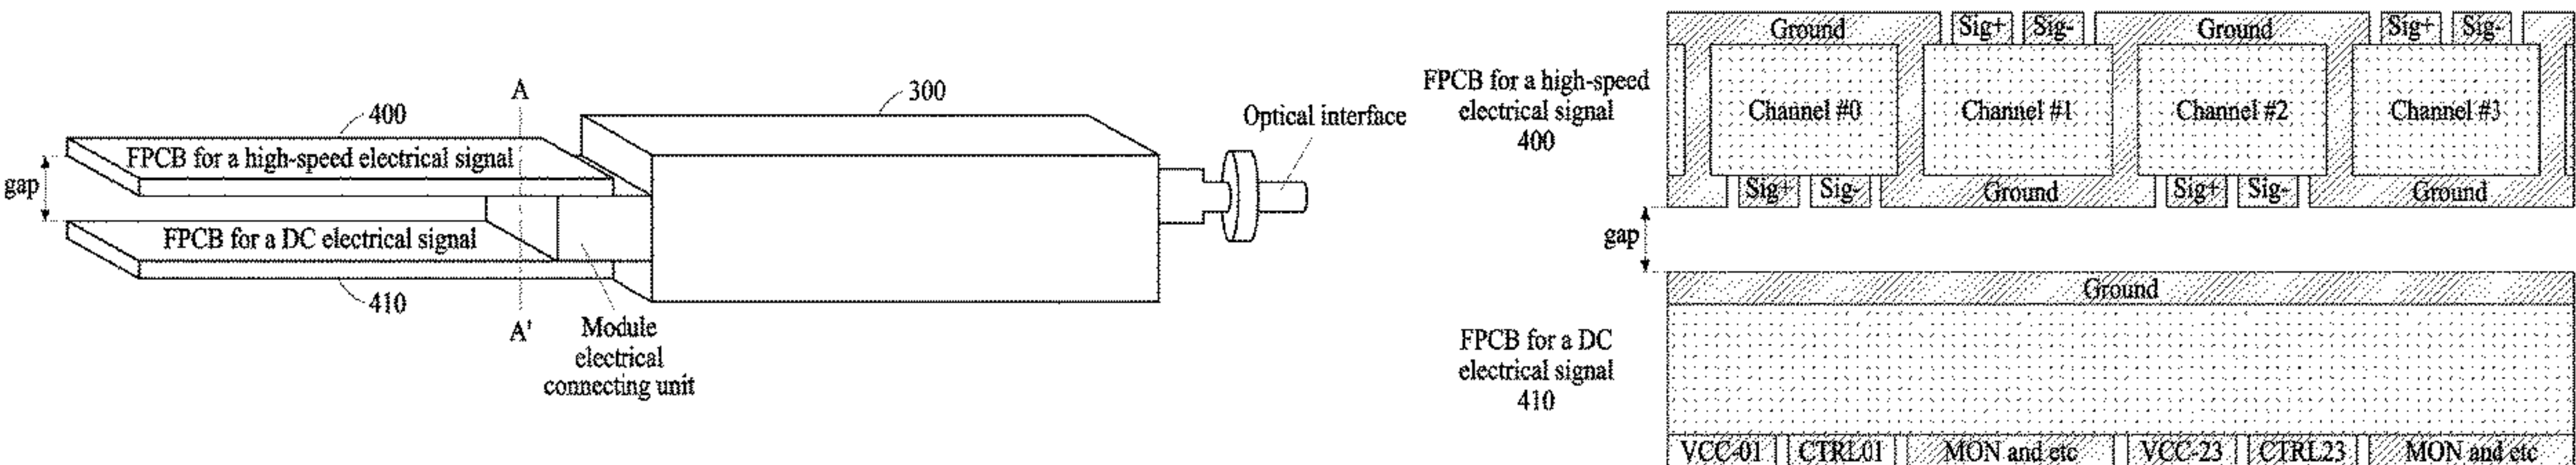 A
400
300
FPCB for a high-speed electrical signal
gap
FPCB for a DC electrical signal
410
A'
Module
electrical
connecting unit
Optical interface
FPCB for a high-speed
electrical signal
400
Ground Sig+ Sig- Ground Sig+ Sig-
Channel #0 Channel #1 Channel #2 Channel #3
Sig+ Sig- Ground Sig+ Sig- Ground
gap
Ground
FPCB for a DC
electrical signal
410
VCC-01 CTRL01 MON and etc VCC-23 CTRL23 MON and etc